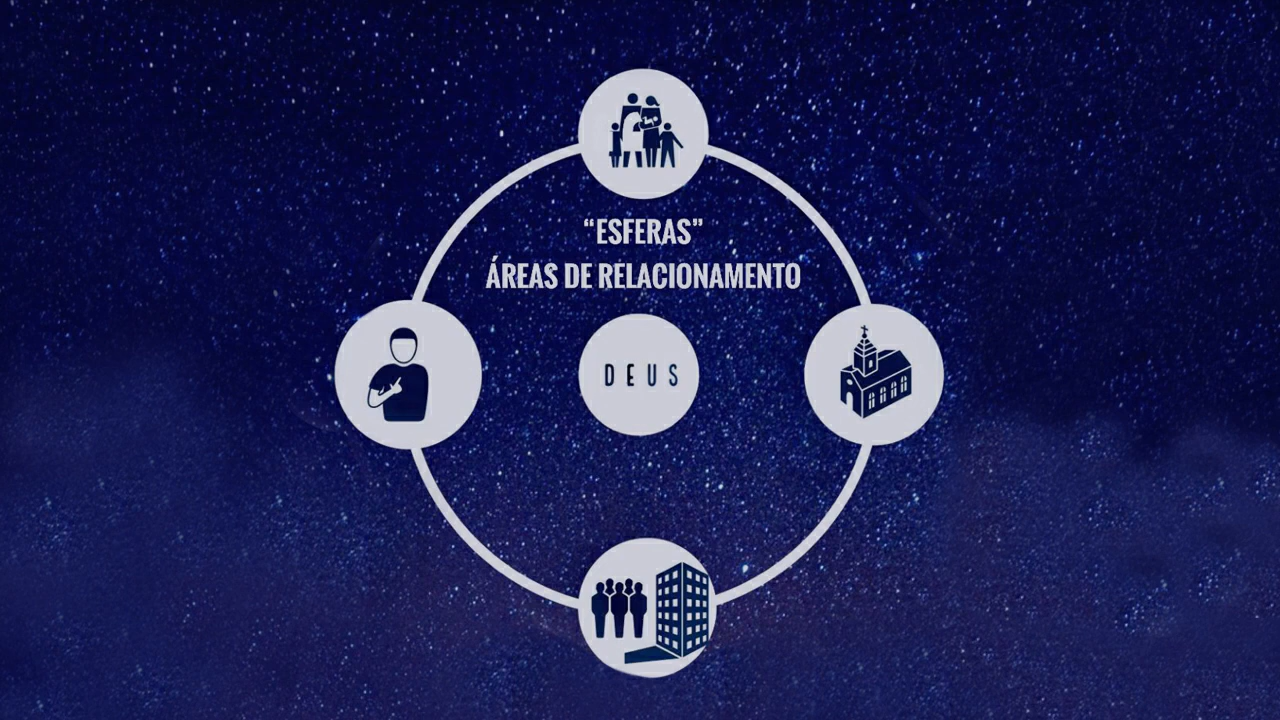 “ESFERAS”
ÁREAS DE RELACIONAMENTO
DEUS